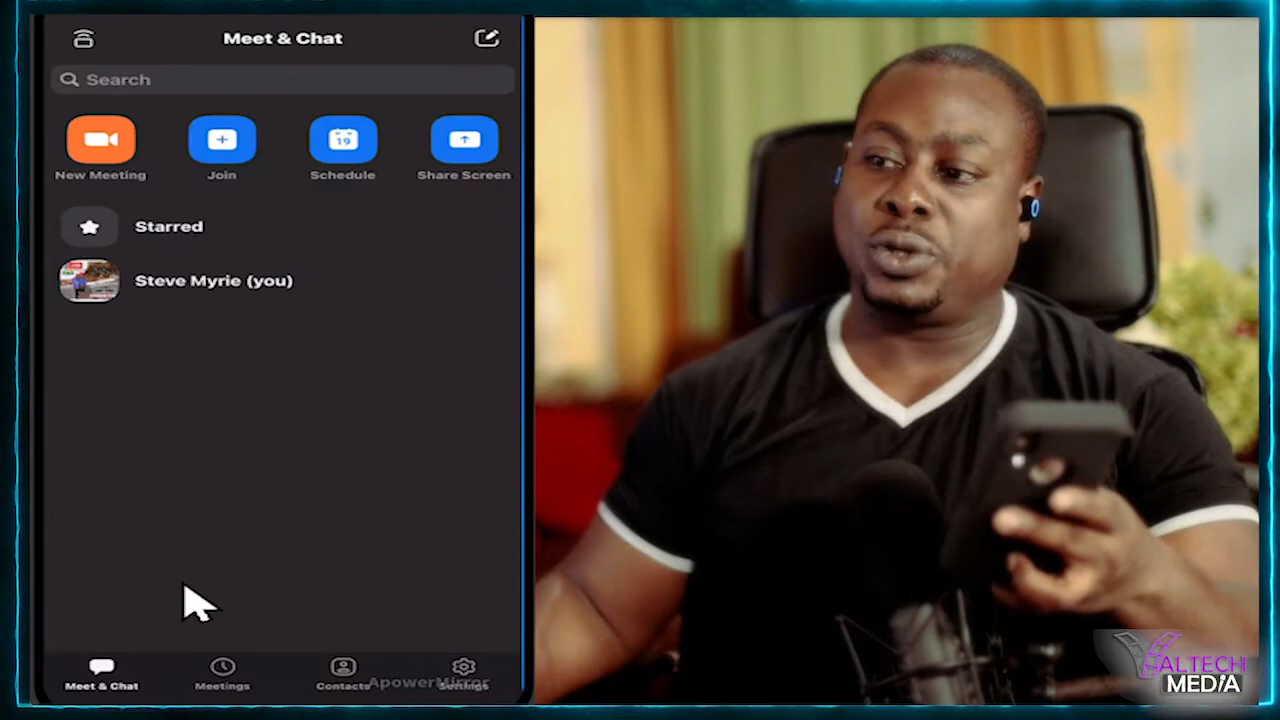 Meet & Chat
Search
19
New Meeting
Join
Schedule
Share Screen
Starred
Steve Myrie (you)
Meet & Chat
Meetings
Contacts
Settings
ApowerMirror
ALTECH
MEDIA